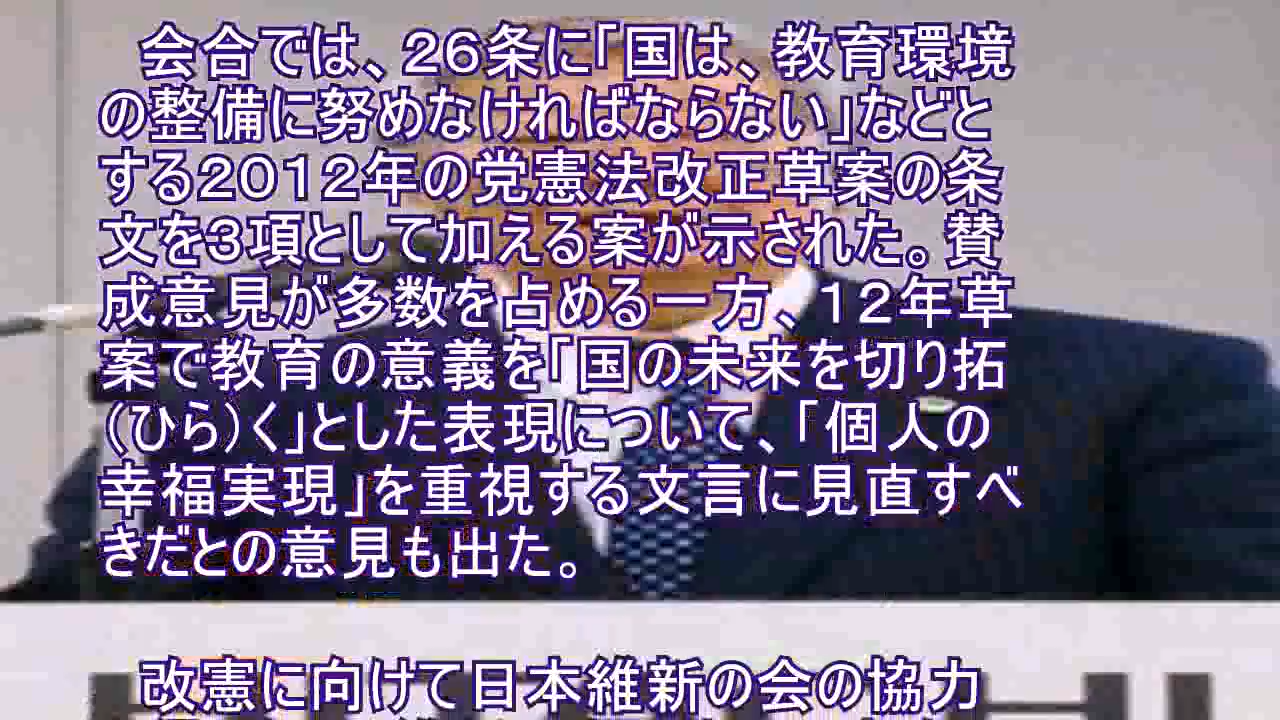 会合では、２６条に「国は、教育環境
の整備に努めなければならない」などと
する２０１２年の党憲法改正草案の条
文を３項として加える案が示された。賛
成意見が多数を占める一方、１２年草
案で教育の意義を「国の未来を切り拓
（ひら）く」とした表現について、「個人の
幸福実現」を重視する文言に見直すべ
きだとの意見も出た。
改憲に向けて日本維新の会の協力